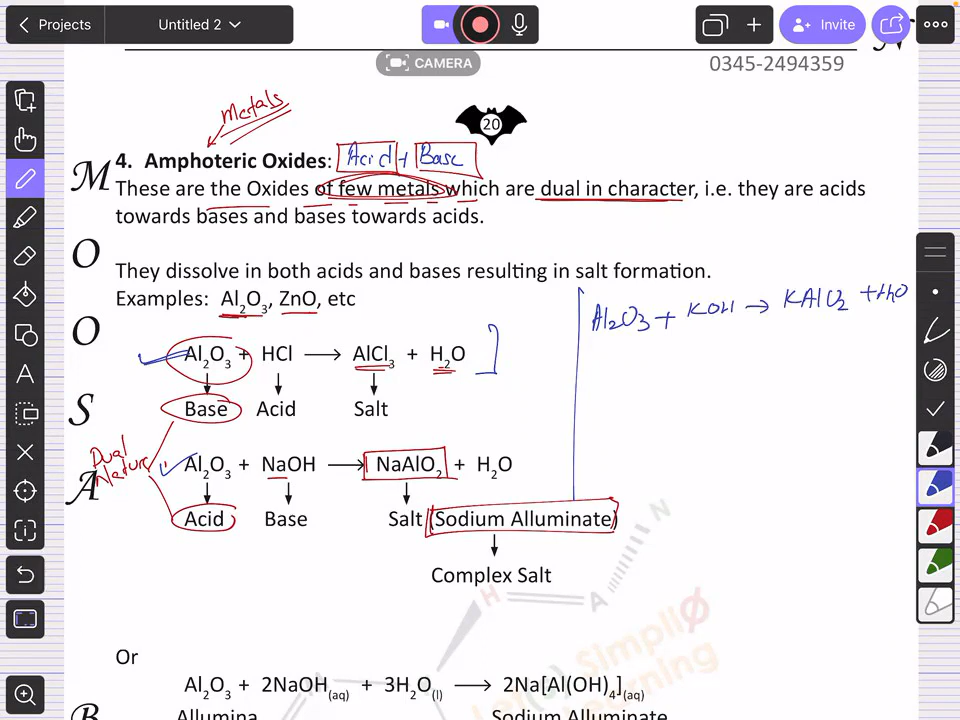 Projects
Untitled 2
Invite
CAMERA
0345-2494359
Metals
20
4. Amphoteric Oxides: Acid + Base
These are the Oxides of few metals which are dual in character, i.e. they are acids
towards bases and bases towards acids.
They dissolve in both acids and bases resulting in salt formation.
Examples: Al2O3, ZnO, etc
Al2O3 + KOH → KAlO2 + H2O
Al2O3 + HCl → AlCl3 + H2O
Base Acid Salt
Dual
Nature
Al2O3 + NaOH → NaAlO2 + H2O
Acid Base Salt (Sodium Alluminate)
Complex Salt
Or
Al2O3 + 2NaOH(aq) + 3H2O(l) → 2Na[Al(OH)4](aq)
Allumina Sodium Alluminate
M
O
O
S
A
B
N
H
A
Simpli
Learning